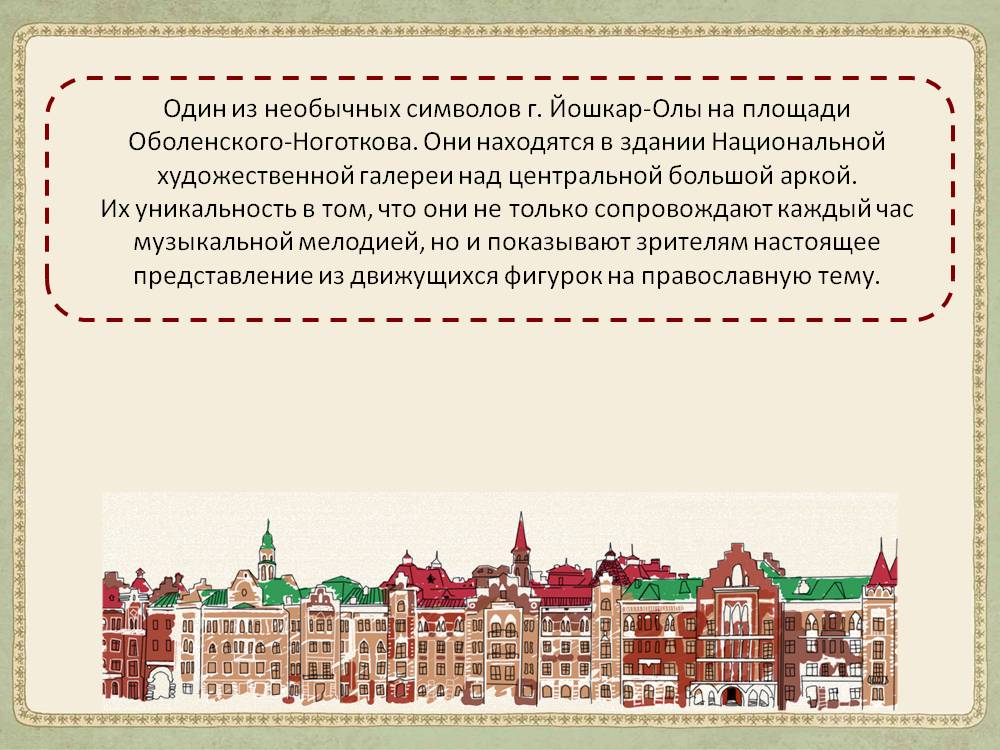 Один из необычных символов г. Йошкар-Олы на площади
Оболенского-Ноготкова. Они находятся в здании Национальной
художественной галереи над центральной большой аркой.
Их уникальность в том, что они не только сопровождают каждый час
музыкальной мелодией, но и показывают зрителям настоящее
представление из движущихся фигурок на православную тему.